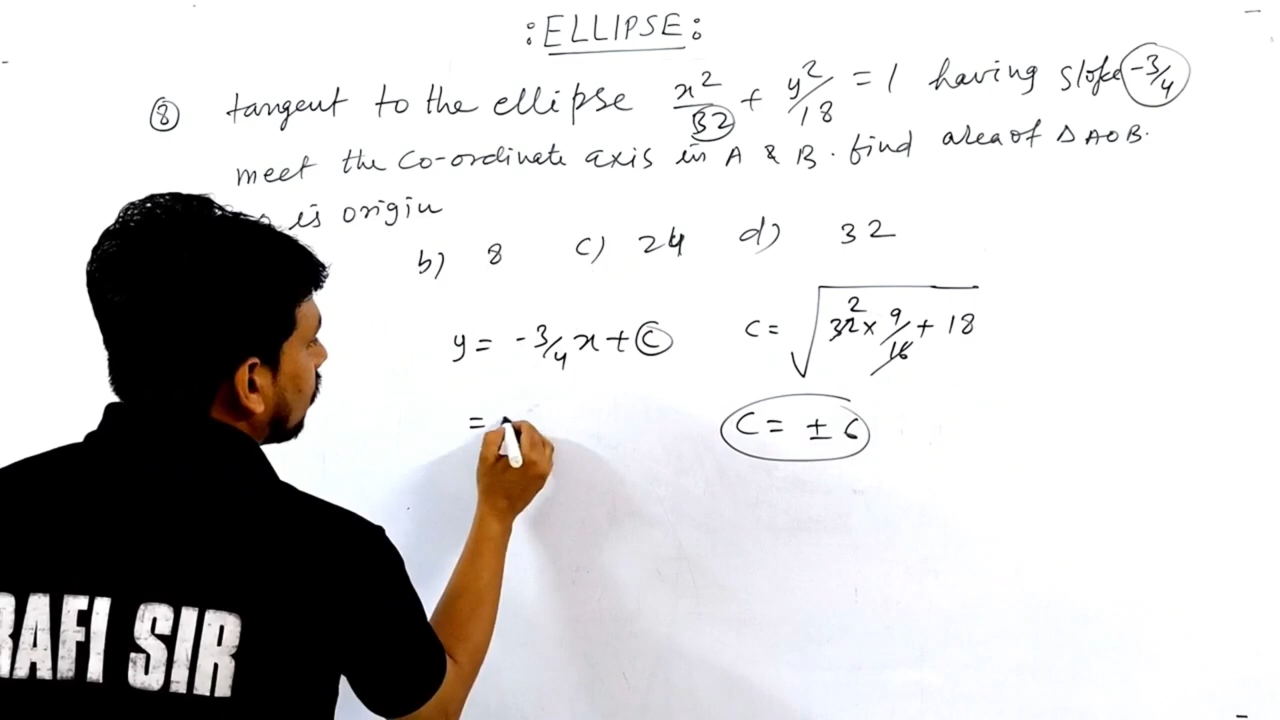 : ELLIPSE :
⑧ tangent to the ellipse x²/32 + y²/18 = 1 having slope -3/4
meet the co-ordinate axis in A & B. find area of Δ AOB.
is origin
b) 8 c) 24 d) 32
y = -3/4 x + c
c = √(32 × 9/16 + 18)
2
=
c = ± 6
RAFI SIR